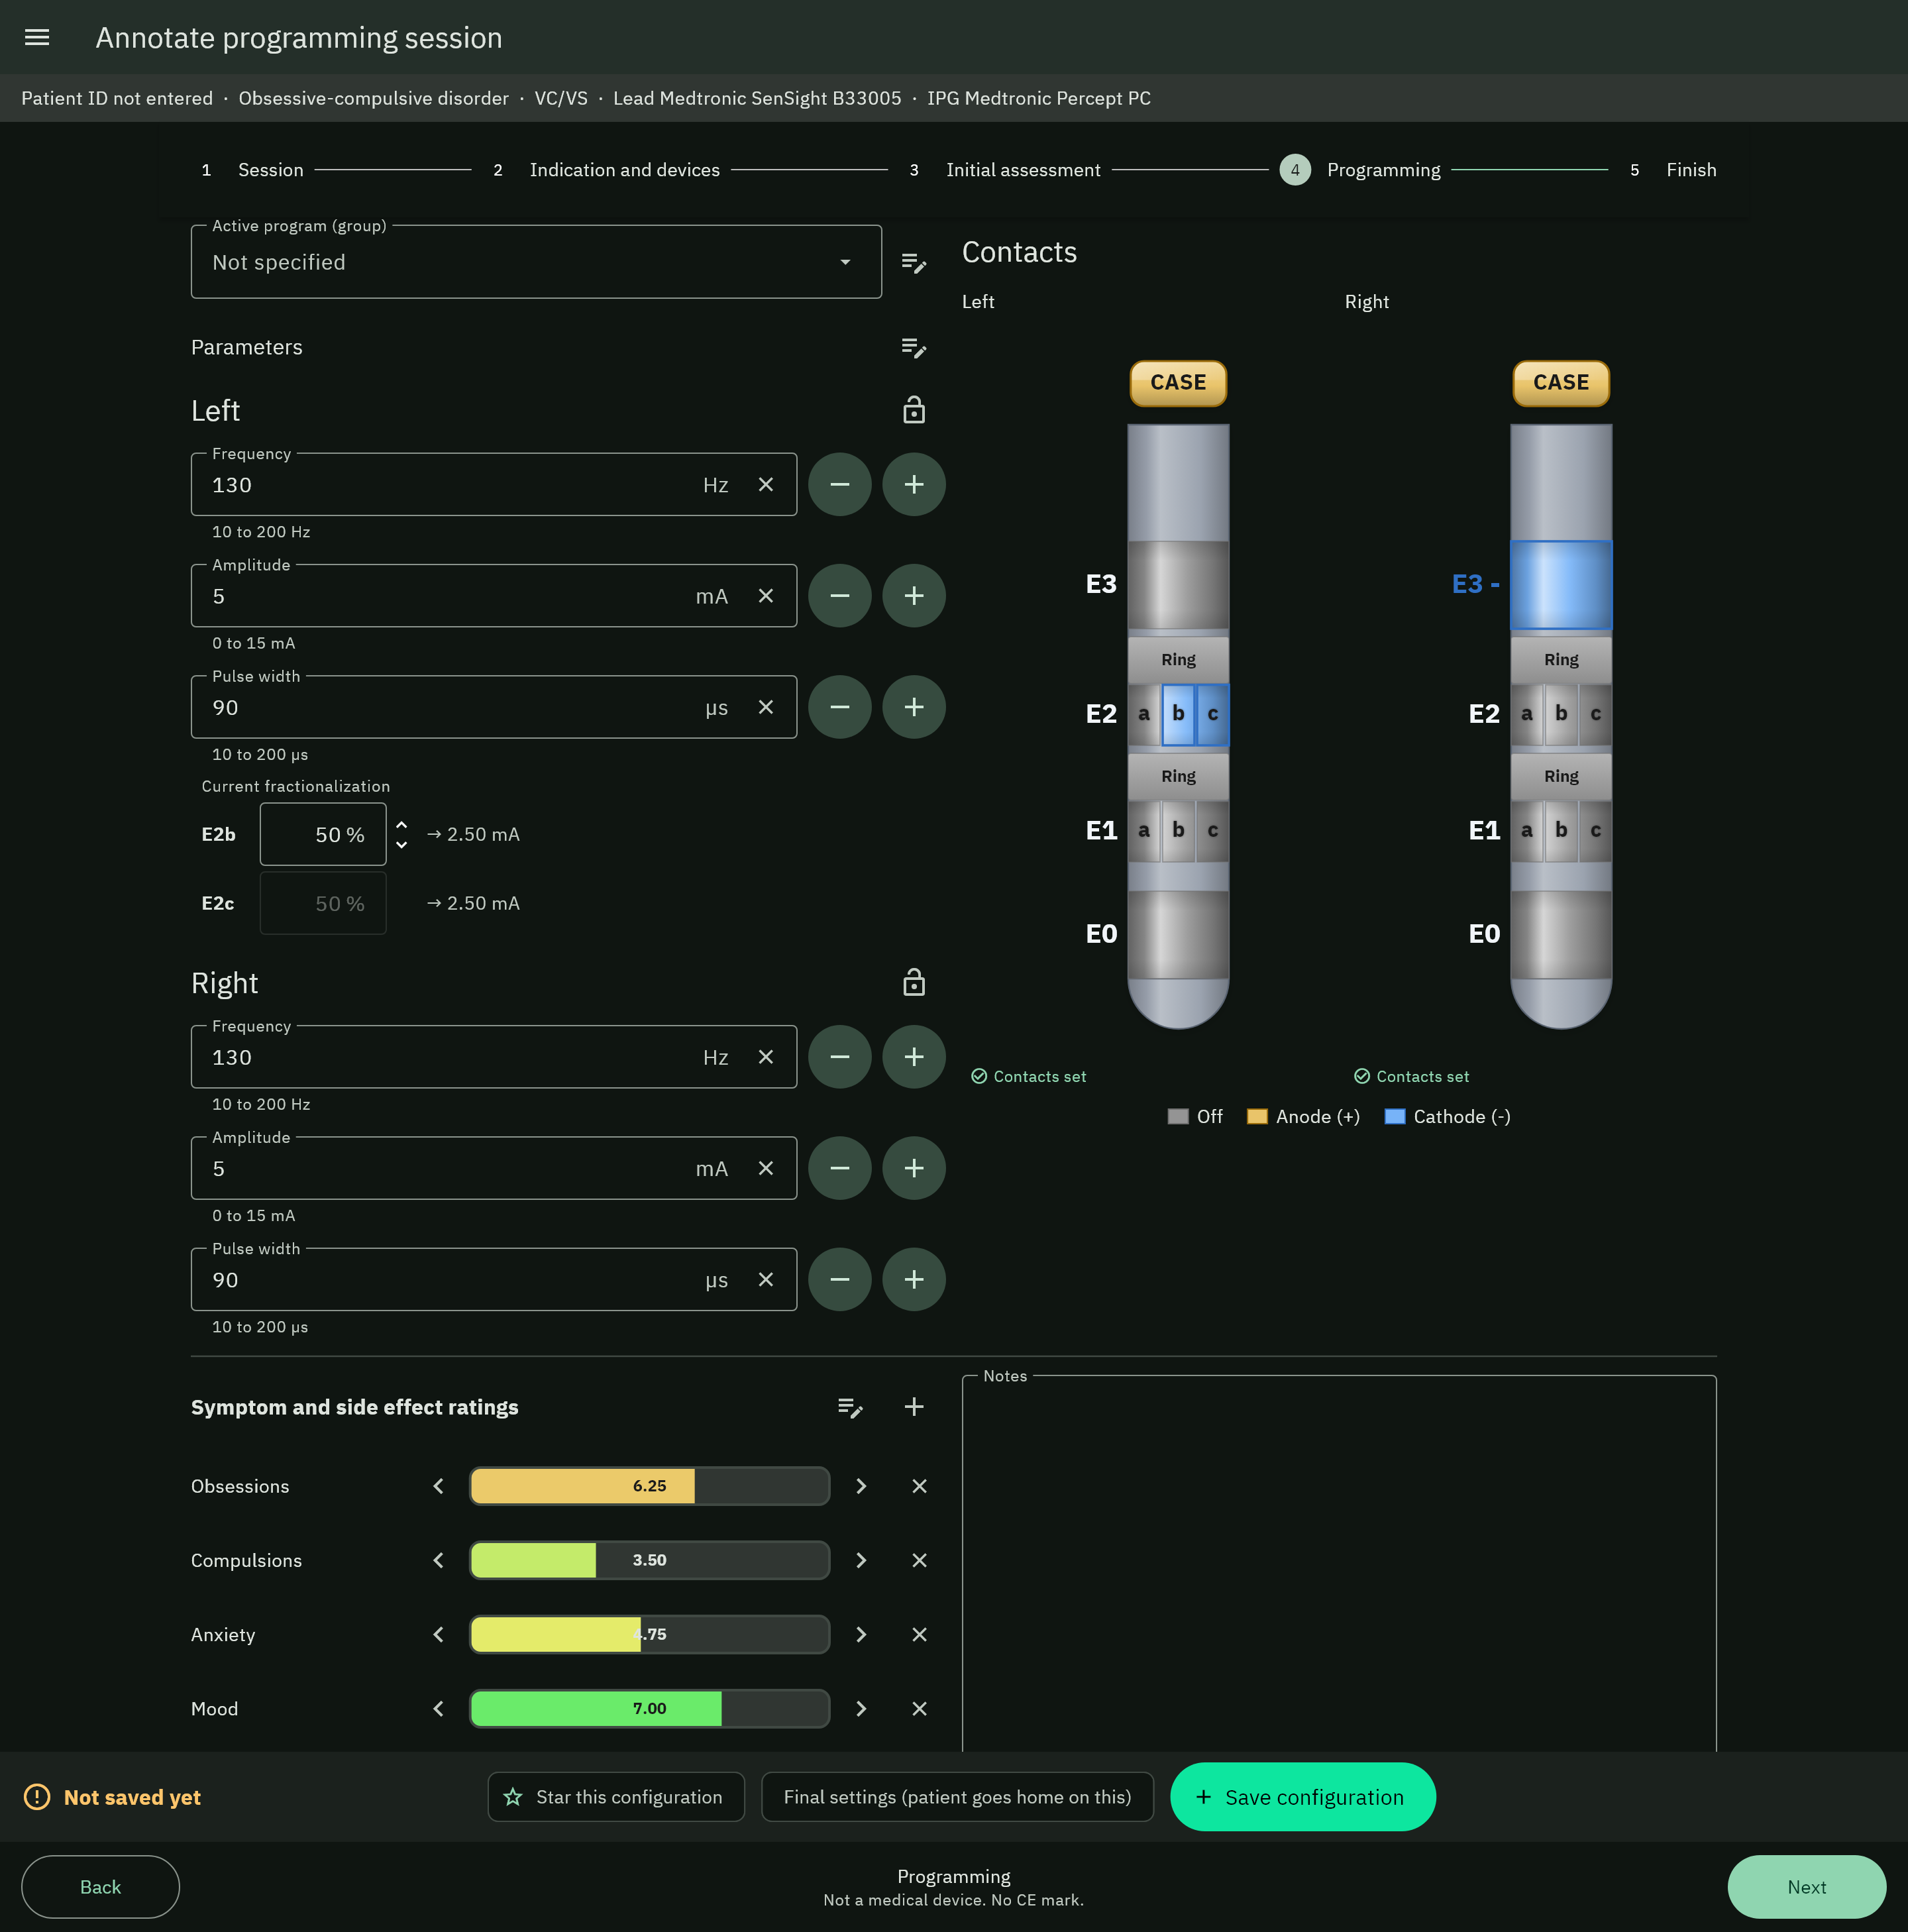 Annotate programming session
Patient ID not entered · Obsessive-compulsive disorder · VC/VS · Lead Medtronic SenSight B33005 · IPG Medtronic Percept PC
1 Session 2 Indication and devices 3 Initial assessment 4 Programming 5 Finish
Active program (group)
Not specified
Parameters
Left
Frequency
130 Hz
10 to 200 Hz
Amplitude
5 mA
0 to 15 mA
Pulse width
90 µs
10 to 200 µs
Current fractionalization
E2b 50 % → 2.50 mA
E2c 50 % → 2.50 mA
Right
Frequency
130 Hz
10 to 200 Hz
Amplitude
5 mA
0 to 15 mA
Pulse width
90 µs
10 to 200 µs
Contacts
Left
CASE
E3
Ring
E2 a b c
Ring
E1 a b c
E0
Contacts set
Right
CASE
E3 -
Ring
E2 a b c
Ring
E1 a b c
E0
Contacts set
Off Anode (+) Cathode (-)
Symptom and side effect ratings
Obsessions 6.25
Compulsions 3.50
Anxiety .75
Mood 7.00
Notes
Not saved yet
Star this configuration
Final settings (patient goes home on this)
+ Save configuration
Back
Programming
Not a medical device. No CE mark.
Next